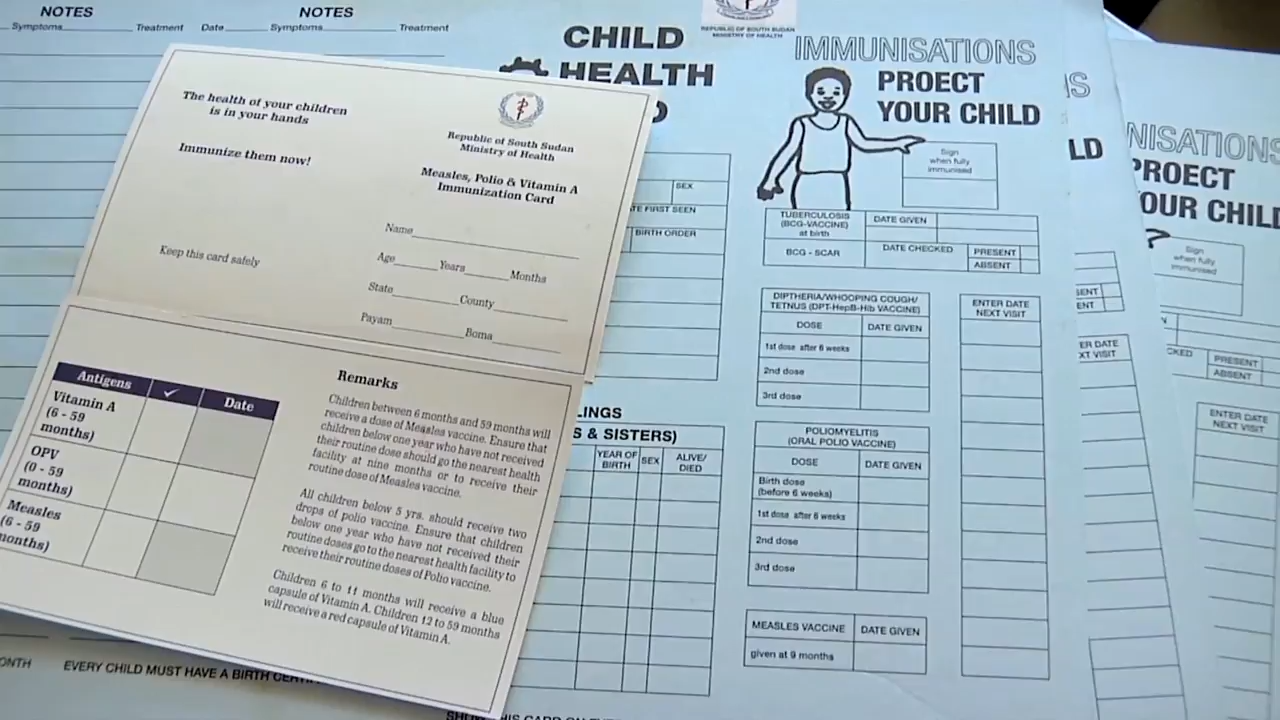 NOTES
Symptoms Treatment Date
NOTES
Symptoms Treatment
The health of your children
is in your hands
Immunize them now!
Keep this card safely
Republic of South Sudan
Ministry of Health
Measles, Polio & Vitamin A
Immunization Card
Name
Age Years Months
State County
Payam Boma
Antigens ✓ Date
Vitamin A
(6 - 59
months)
OPV
(0 - 59
months)
Measles
(6 - 59
months)
Remarks
Children between 6 months and 59 months will
receive a dose of Measles vaccine. Ensure that
children below one year who have not received
their routine dose should go the nearest health
facility at nine months or to receive their
routine dose of Measles vaccine.
All children below 5 yrs. should receive two
drops of polio vaccine. Ensure that children
below one year who have not received their
routine doses go to the nearest health facility to
receive their routine doses of Polio vaccine.
Children 6 to 11 months will receive a blue
capsule of Vitamin A. Children 12 to 59 months
will receive a red capsule of Vitamin A.
EVERY CHILD MUST HAVE A BIRTH
CHILD
HEALTH
SEX
FIRST SEEN
BIRTH ORDER
& SISTERS)
YEAR OF
BIRTH
SEX
ALIVE/
DIED
THIS CARD ON
REPUBLIC OF SOUTH SUDAN
MINISTRY OF HEALTH
IMMUNISATIONS
PROECT
YOUR CHILD
Sign
when fully
immunised
TUBERCULOSIS
(BCG-VACCINE)
at birth
DATE GIVEN
BCG - SCAR
DATE CHECKED
PRESENT
ABSENT
DIPTHERIA/WHOOPING COUGH/
TETNUS (DPT-HepB-Hib VACCINE)
DOSE DATE GIVEN
1st dose after 6 weeks
2nd dose
3rd dose
ENTER DATE
NEXT VISIT
POLIOMYELITIS
(ORAL POLIO VACCINE)
DOSE DATE GIVEN
Birth dose
(before 6 weeks)
1st dose after 6 weeks
2nd dose
3rd dose
MEASLES VACCINE DATE GIVEN
given at 9 months
DATE
VISIT
PROECT
YOUR CHILD
Sign
when fully
immunised
PRESENT
ABSENT
ENTER DATE
NEXT VISIT